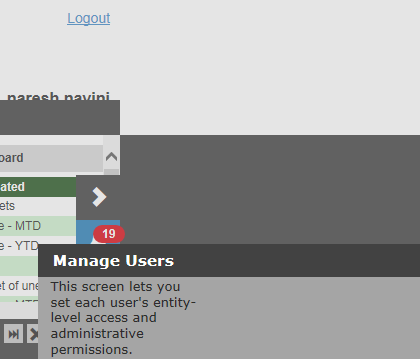 Logout
naresh navini
oard
ated
ets
e - MTD
19
e - YTD
Manage Users
et of une
This screen lets you
set each user's entity-
level access and
administrative
permissions.